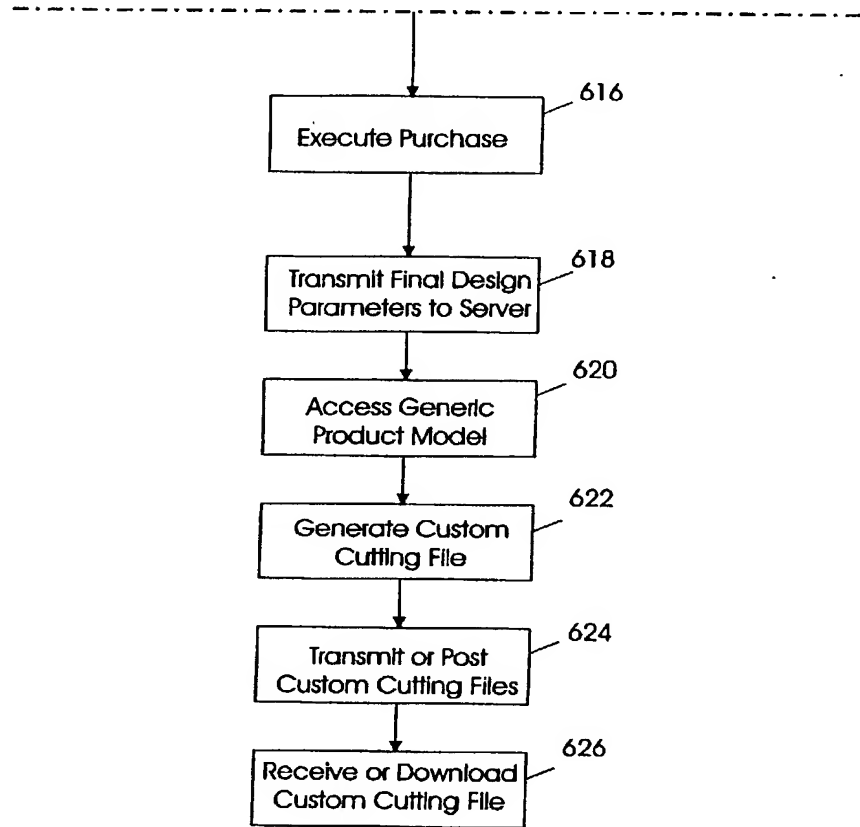 616
Execute Purchase
618
Transmit Final Design
Parameters to Server
620
Access Generic
Product Model
622
Generate Custom
Cutting File
624
Transmit or Post
Custom Cutting Files
626
Receive or Download
Custom Cutting File